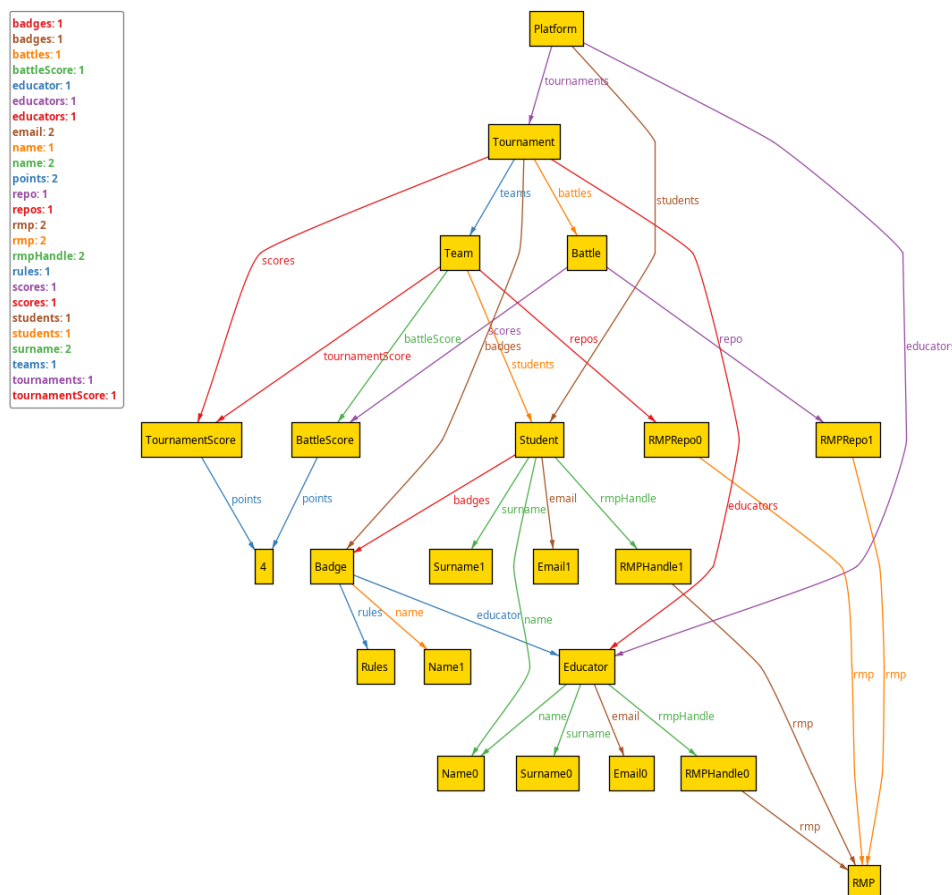 badges: 1
badges: 1
battles: 1
battleScore: 1
educator: 1
educators: 1
educators: 1
email: 2
name: 1
name: 2
points: 2
repo: 1
repos: 1
rmp: 2
rmp: 2
rmpHandle: 2
rules: 1
scores: 1
scores: 1
students: 1
students: 1
surname: 2
teams: 1
tournaments: 1
tournamentScore: 1
Platform
tournaments
Tournament
teams
battles
students
Team
Battle
scores
educators
battleScore
scores
repos
repo
badges
tournamentScore
students
TournamentScore
BattleScore
Student
RMPRepo0
RMPRepo1
points
points
badges
surname
email
rmpHandle
educators
4
Badge
Surname1
Email1
RMPHandle1
rules
name
educator
name
Rules
Name1
Educator
rmp
rmp
name
surname
email
rmpHandle
rmp
Name0
Surname0
Email0
RMPHandle0
rmp
RMP